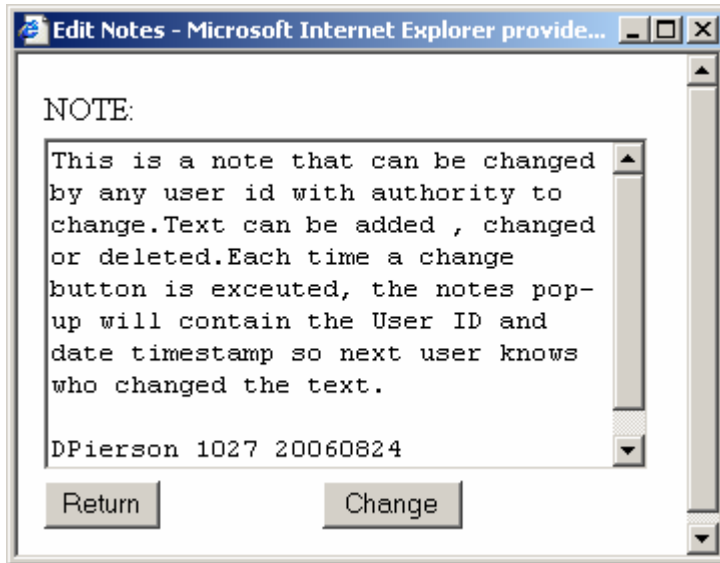 Edit Notes - Microsoft Internet Explorer provide...
NOTE:
This is a note that can be changed
by any user id with authority to
change.Text can be added , changed
or deleted.Each time a change
button is exceuted, the notes pop-
up will contain the User ID and
date timestamp so next user knows
who changed the text.
DPierson 1027 20060824
Return Change